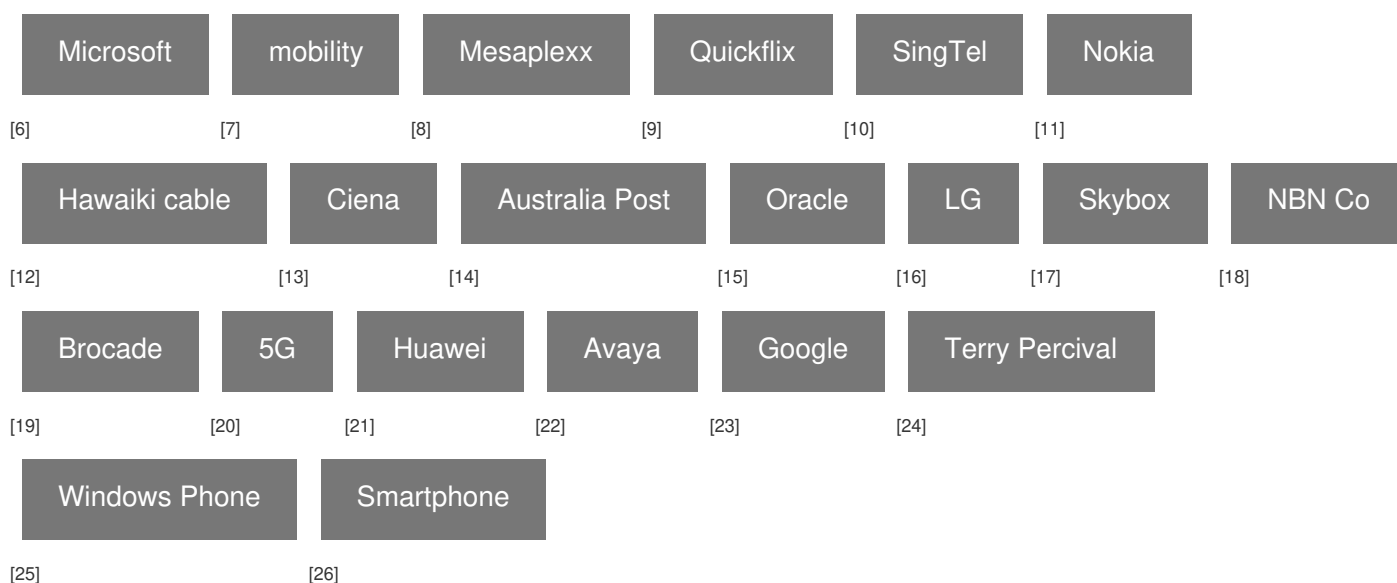 Microsoft mobility Mesaplexx Quickflix SingTel Nokia
[6] [7] [8] [9] [10] [11]
Hawaiki cable Ciena Australia Post Oracle LG Skybox NBN Co
[12] [13] [14] [15] [16] [17] [18]
Brocade 5G Huawei Avaya Google Terry Percival
[19] [20] [21] [22] [23] [24]
Windows Phone Smartphone
[25] [26]